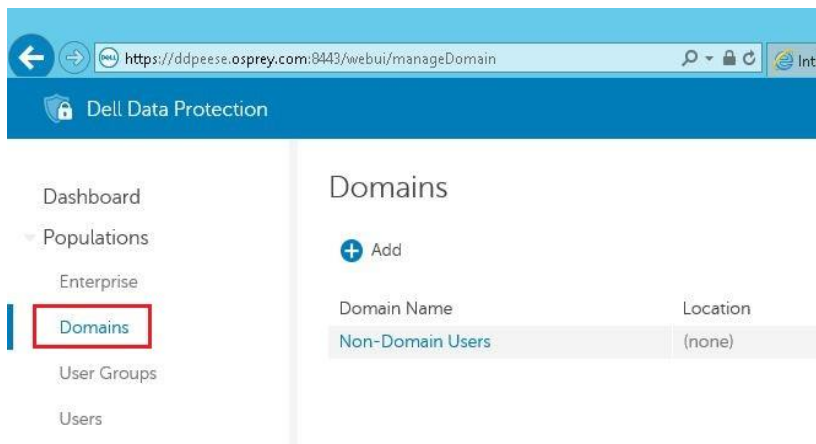 https://ddpeese.osprey.com:8443/webui/manageDomain
Int
Dell Data Protection
Dashboard
Populations
Enterprise
Domains
User Groups
Users
Domains
Add
Domain Name Location
Non-Domain Users (none)